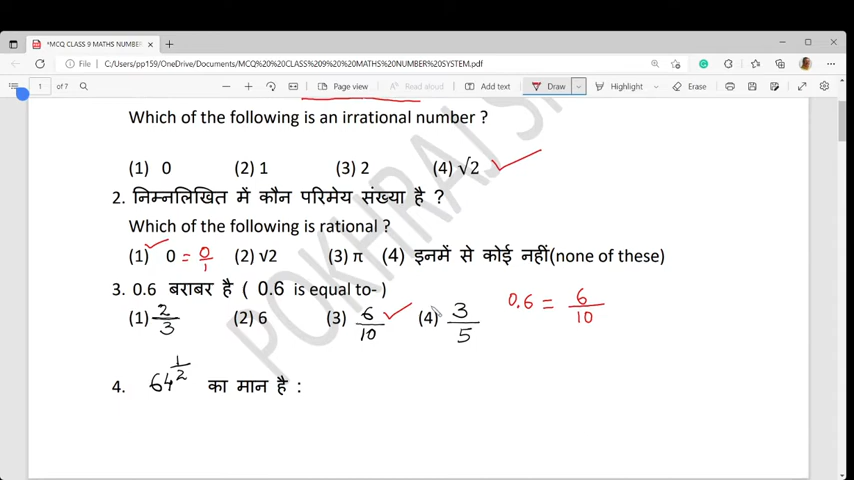 *MCQ CLASS 9 MATHS NUMBER
File C:/Users/pp159/OneDrive/Documents/MCQ%20%20CLASS%209%20%20MATHS%20NUMBER%20SYSTEM.pdf
1 of 7 Page view Read aloud Add text Draw Highlight Erase
Which of the following is an irrational number ?
(1) 0 (2) 1 (3) 2 (4) √2
2. निम्नलिखित में कौन परिमेय संख्या है ?
Which of the following is rational ?
(1) 0 = 0/1 (2) √2 (3) π (4) इनमें से कोई नहीं(none of these)
3. 0.6 बराबर है ( 0.6 is equal to- )
(1) 2/3 (2) 6 (3) 6/10 (4) 3/5 0.6 = 6/10
4. 64^1/2 का मान है :
POKHRAJ